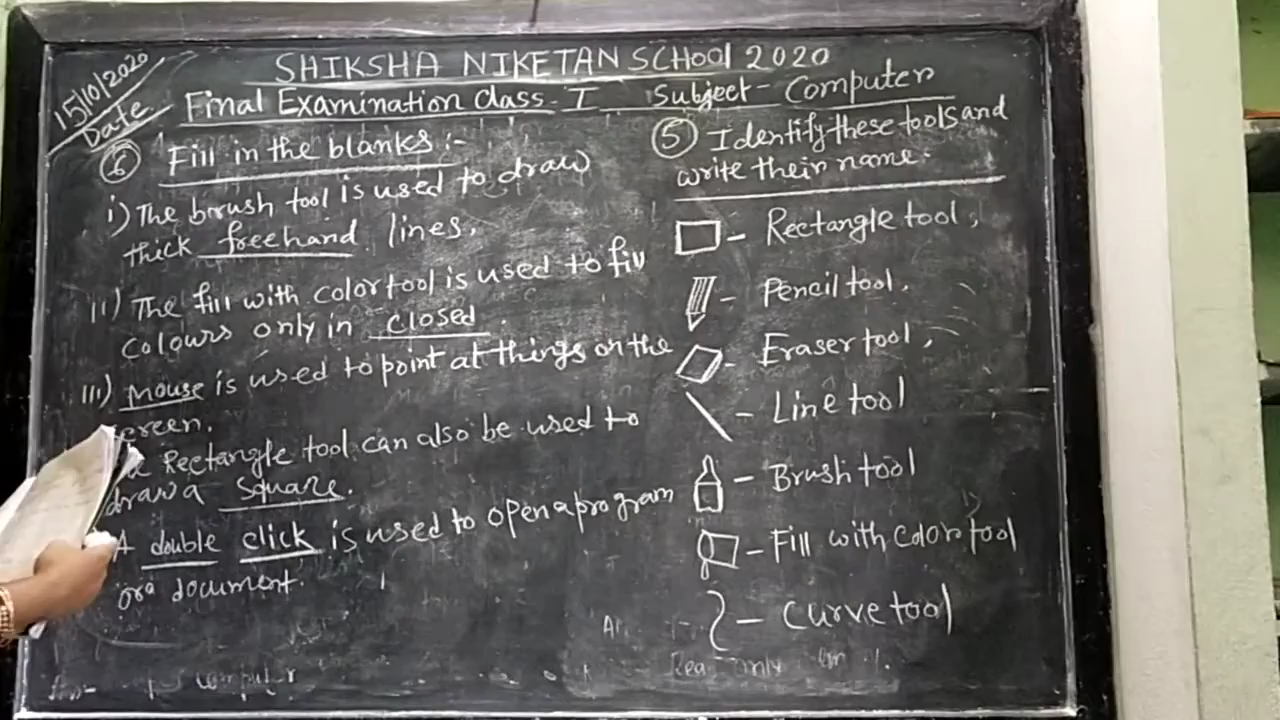 SHIKSHA NIKETAN SCHOOL 2020
15/10/2020
Date
Final Examination Class - I Subject - Computer
⑥ Fill in the blanks :-
i) The brush tool is used to draw
thick freehand lines.
II) The fill with color tool is used to fill
colours only in closed.
III) mouse is used to point at things on the
creen.
Rectangle tool can also be used to
draw a square.
A double click is used to open a program
or a document.
⑤ Identify these tools and
write their name.
- Rectangle tool,
- Pencil tool,
- Eraser tool,
- Line tool
- Brush tool
- Fill with color tool
- Curve tool
computer